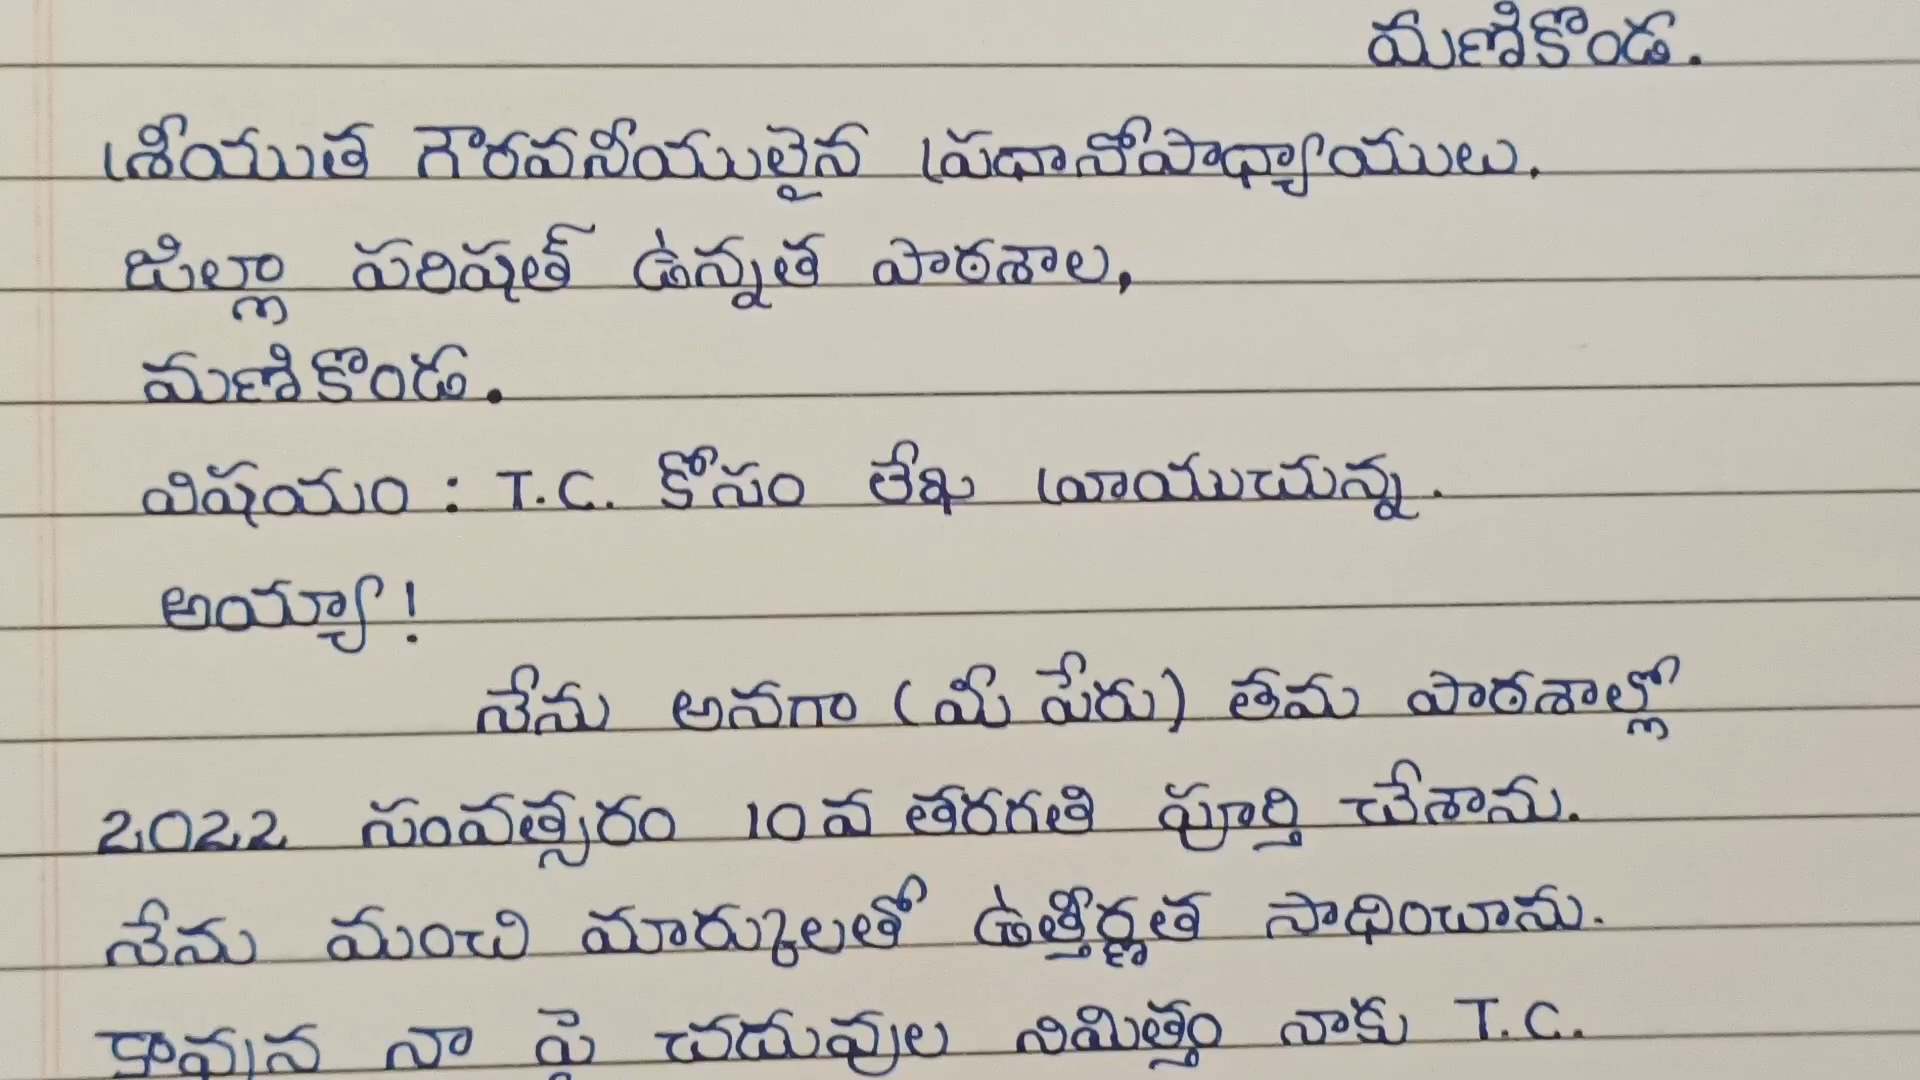 మణికొండ.
శ్రీయుత గౌరవనీయులైన ప్రధానోపాధ్యాయులు.
జిల్లా పరిషత్ ఉన్నత పాఠశాల,
మణికొండ.
విషయం : T.C. కోసం లేఖ వ్రాయుచున్న.
అయ్యా!
నేను అనగా (మీ పేరు) తమ పాఠశాల్లో
2022 సంవత్సరం 10వ తరగతి పూర్తి చేశాను.
నేను మంచి మార్కులతో ఉత్తీర్ణత సాధించాను.
కావున నా పై చదువుల నిమిత్తం నాకు T.C.